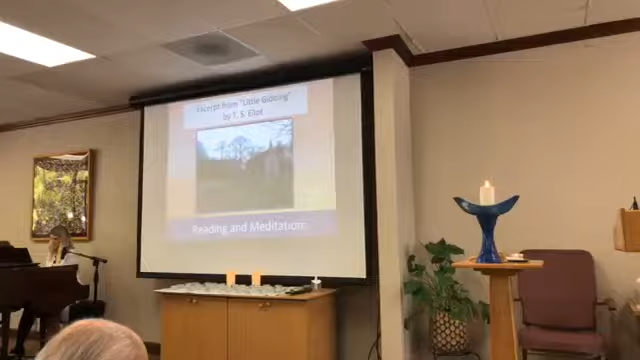 Excerpt from "Little Gidding"
by T. S. Eliot
Reading and Meditation